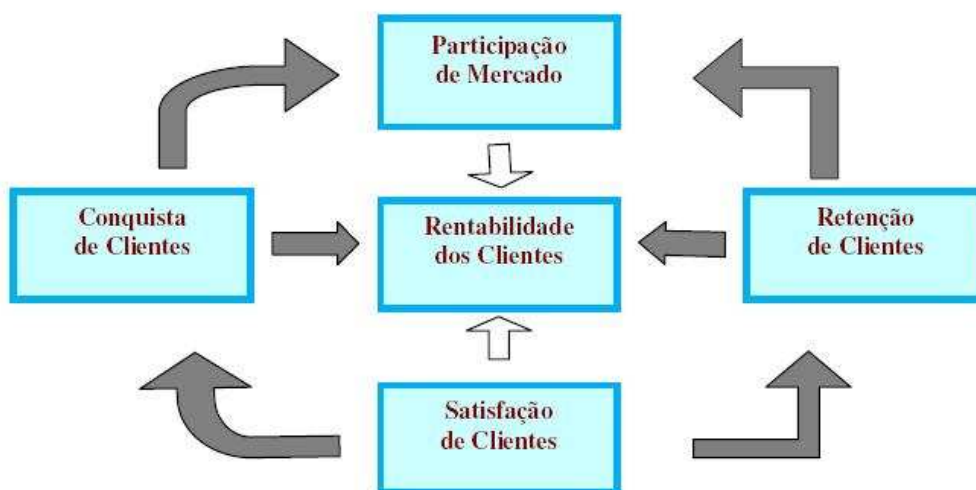 Participação
de Mercado
Conquista
de Clientes
Rentabilidade
dos Clientes
Retenção
de Clientes
Satisfação
de Clientes